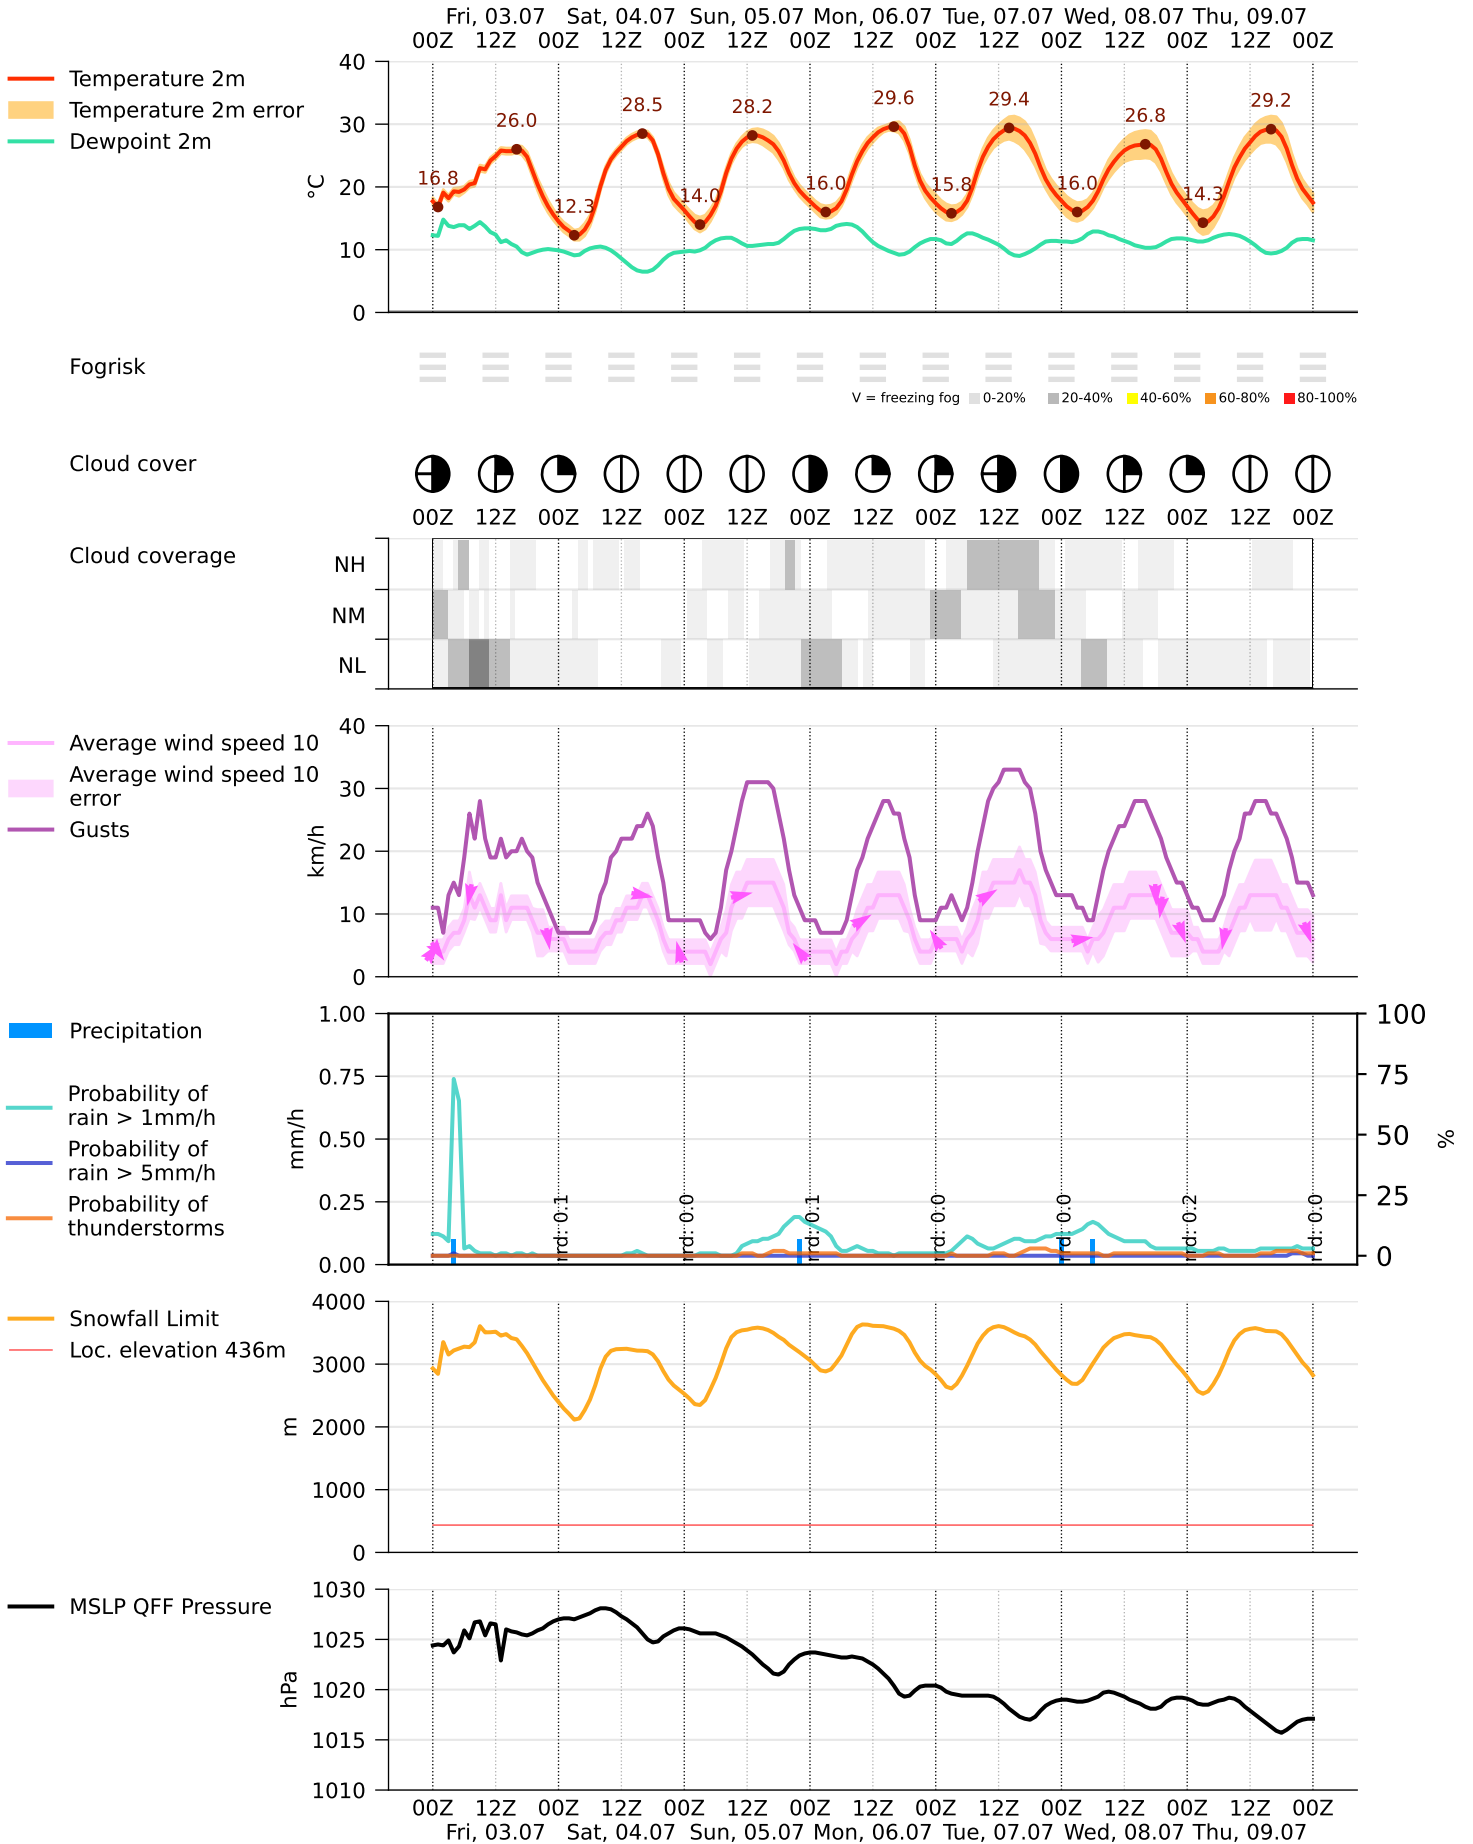 Fri, 03.07 Sat, 04.07 Sun, 05.07 Mon, 06.07 Tue, 07.07 Wed, 08.07 Thu, 09.07
00Z 12Z 00Z 12Z 00Z 12Z 00Z 12Z 00Z 12Z 00Z 12Z 00Z 12Z 00Z
Temperature 2m
Temperature 2m error
Dewpoint 2m
°C
40
30
20
10
0
16.8 26.0 12.3 28.5 14.0 28.2 16.0 29.6 15.8 29.4 16.0 26.8 14.3 29.2
Fogrisk
V = freezing fog 0-20% 20-40% 40-60% 60-80% 80-100%
Cloud cover
00Z 12Z 00Z 12Z 00Z 12Z 00Z 12Z 00Z 12Z 00Z 12Z 00Z 12Z 00Z
Cloud coverage
NH
NM
NL
Average wind speed 10
Average wind speed 10
error
Gusts
km/h
40
30
20
10
0
Precipitation
Probability of
rain > 1mm/h
Probability of
rain > 5mm/h
Probability of
thunderstorms
mm/h
1.00
0.75
0.50
0.25
0.00
rrd: 0.1 rrd: 0.0 rrd: 0.1 rrd: 0.0 rrd: 0.0 rrd: 0.2 rrd: 0.0
100
75
50
25
0
%
Snowfall Limit
Loc. elevation 436m
m
4000
3000
2000
1000
0
MSLP QFF Pressure
hPa
1030
1025
1020
1015
1010
00Z 12Z 00Z 12Z 00Z 12Z 00Z 12Z 00Z 12Z 00Z 12Z 00Z 12Z 00Z
Fri, 03.07 Sat, 04.07 Sun, 05.07 Mon, 06.07 Tue, 07.07 Wed, 08.07 Thu, 09.07